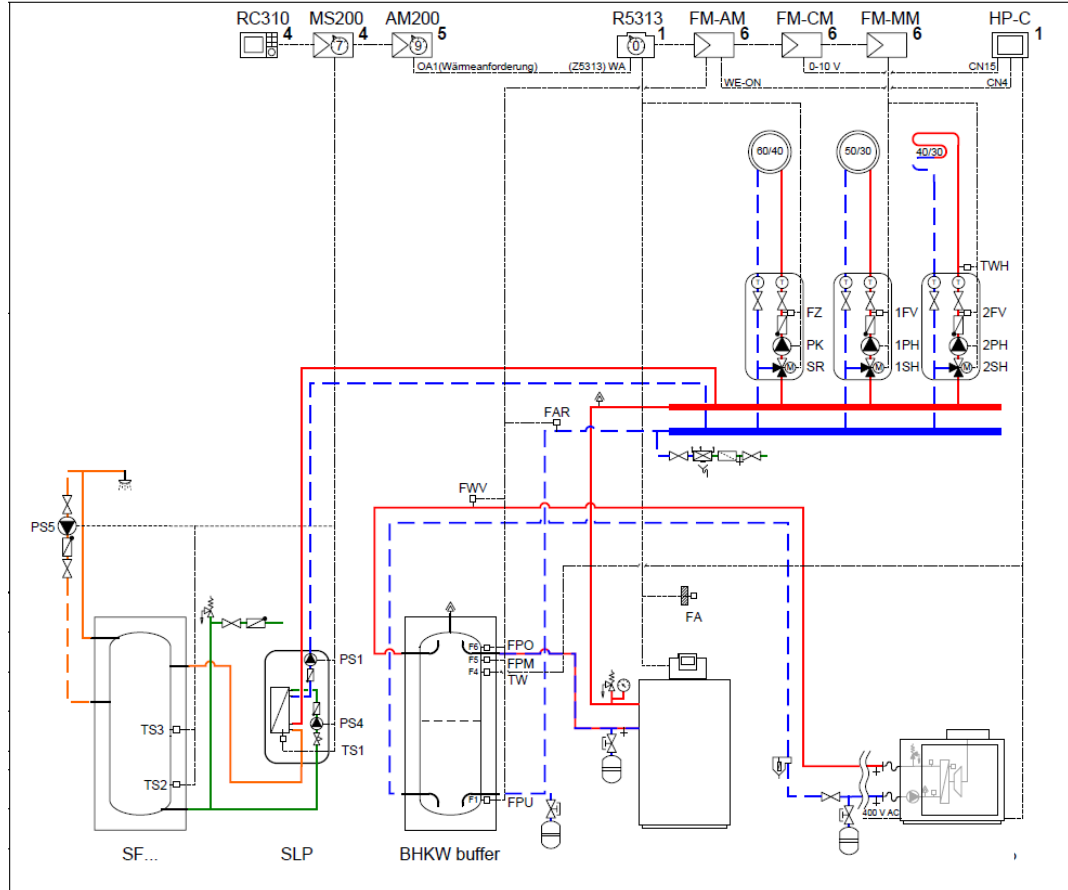 RC310 MS200 AM200 R5313 FM-AM FM-CM FM-MM HP-C
4 7 4 9 5 0 1 6 6 6 1
OA1(Wärmeanforderung) (Z5313) WA 0-10 V CN15
WE-ON CN4
60/40 50/30 40/30
TWH
T T T T T T
FZ 1FV 2FV
PK 1PH 2PH
M SR M 1SH M 2SH
FAR
FWV
PS5
FA
F6 FPO
F5 FPM
F4 TW
PS1
PS4
TS3
TS1
TS2
F1 FPU
400 V AC
SF... SLP BHKW buffer